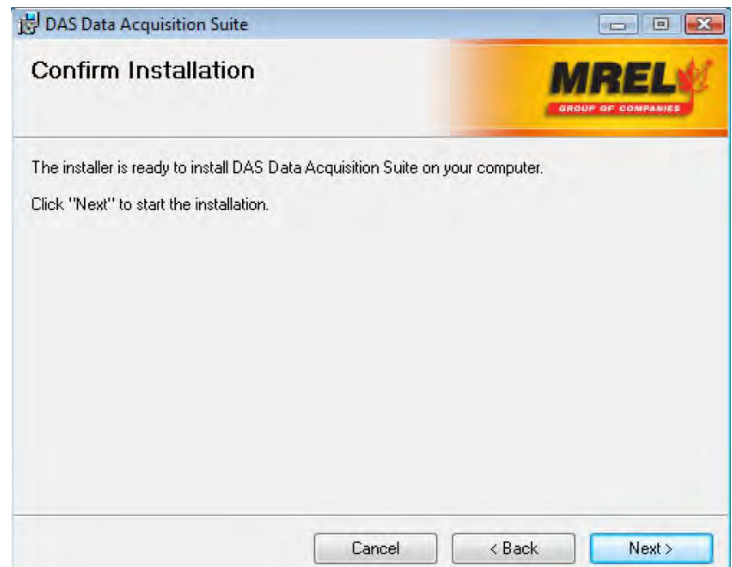 DAS Data Acquisition Suite
Confirm Installation
MREL
GROUP OF COMPANIES
The installer is ready to install DAS Data Acquisition Suite on your computer.
Click "Next" to start the installation.
Cancel
< Back
Next >